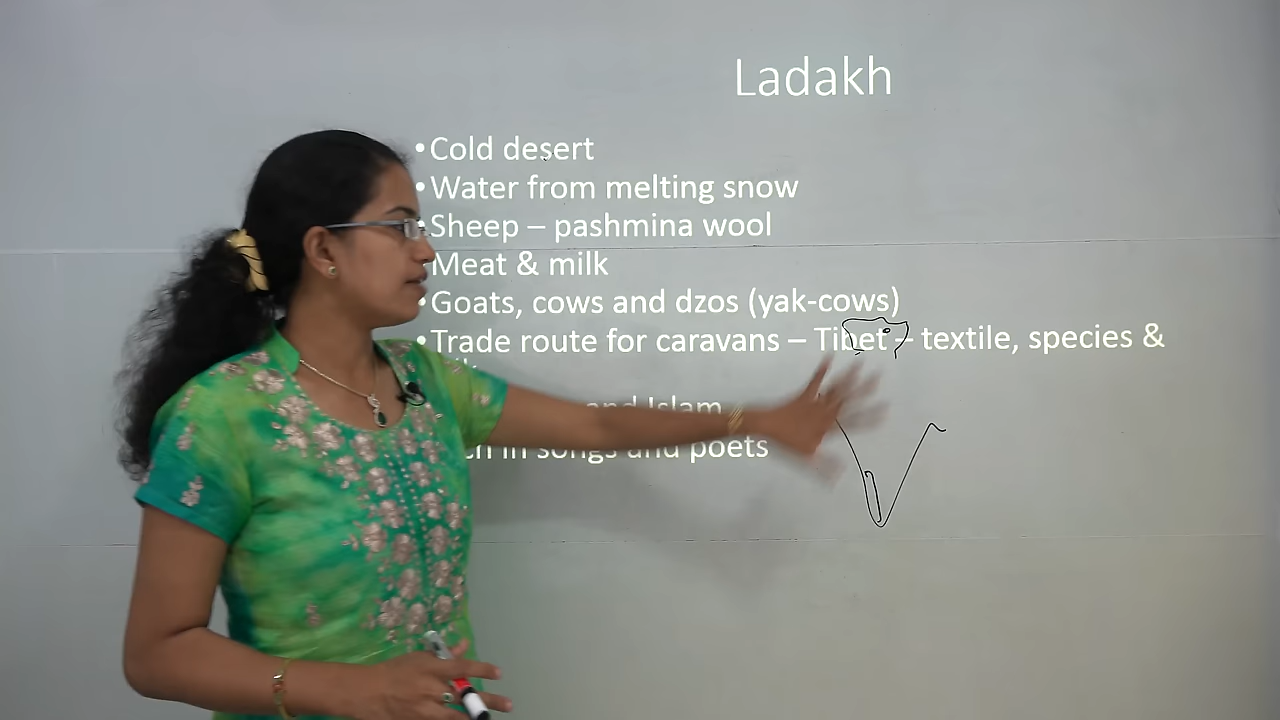 Ladakh
•Cold desert
•Water from melting snow
•Sheep – pashmina wool
Meat & milk
•Goats, cows and dzos (yak-cows)
•Trade route for caravans – Tibet – textile, species &
and Islam
in songs and poets